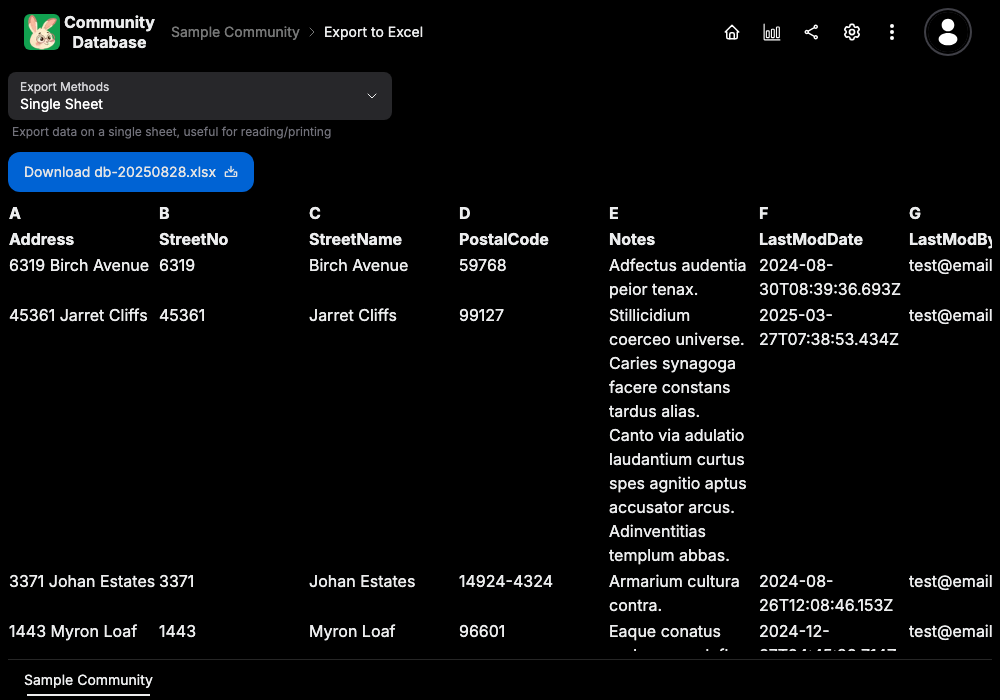 Community
Database
Sample Community > Export to Excel
Export Methods
Single Sheet
Export data on a single sheet, useful for reading/printing
Download db-20250828.xlsx
A B C D E F G
Address StreetNo StreetName PostalCode Notes LastModDate LastModBy
6319 Birch Avenue 6319 Birch Avenue 59768 Adfectus audentia 2024-08- test@email
peior tenax. 30T08:39:36.693Z
45361 Jarret Cliffs 45361 Jarret Cliffs 99127 Stillicidium 2025-03- test@email
coerceo universe. 27T07:38:53.434Z
Caries synagoga
facere constans
tardus alias.
Canto via adulatio
laudantium curtus
spes agnitio aptus
accusator arcus.
Adinventitias
templum abbas.
3371 Johan Estates 3371 Johan Estates 14924-4324 Armarium cultura 2024-08- test@email
contra. 26T12:08:46.153Z
1443 Myron Loaf 1443 Myron Loaf 96601 Eaque conatus 2024-12- test@email
Sample Community